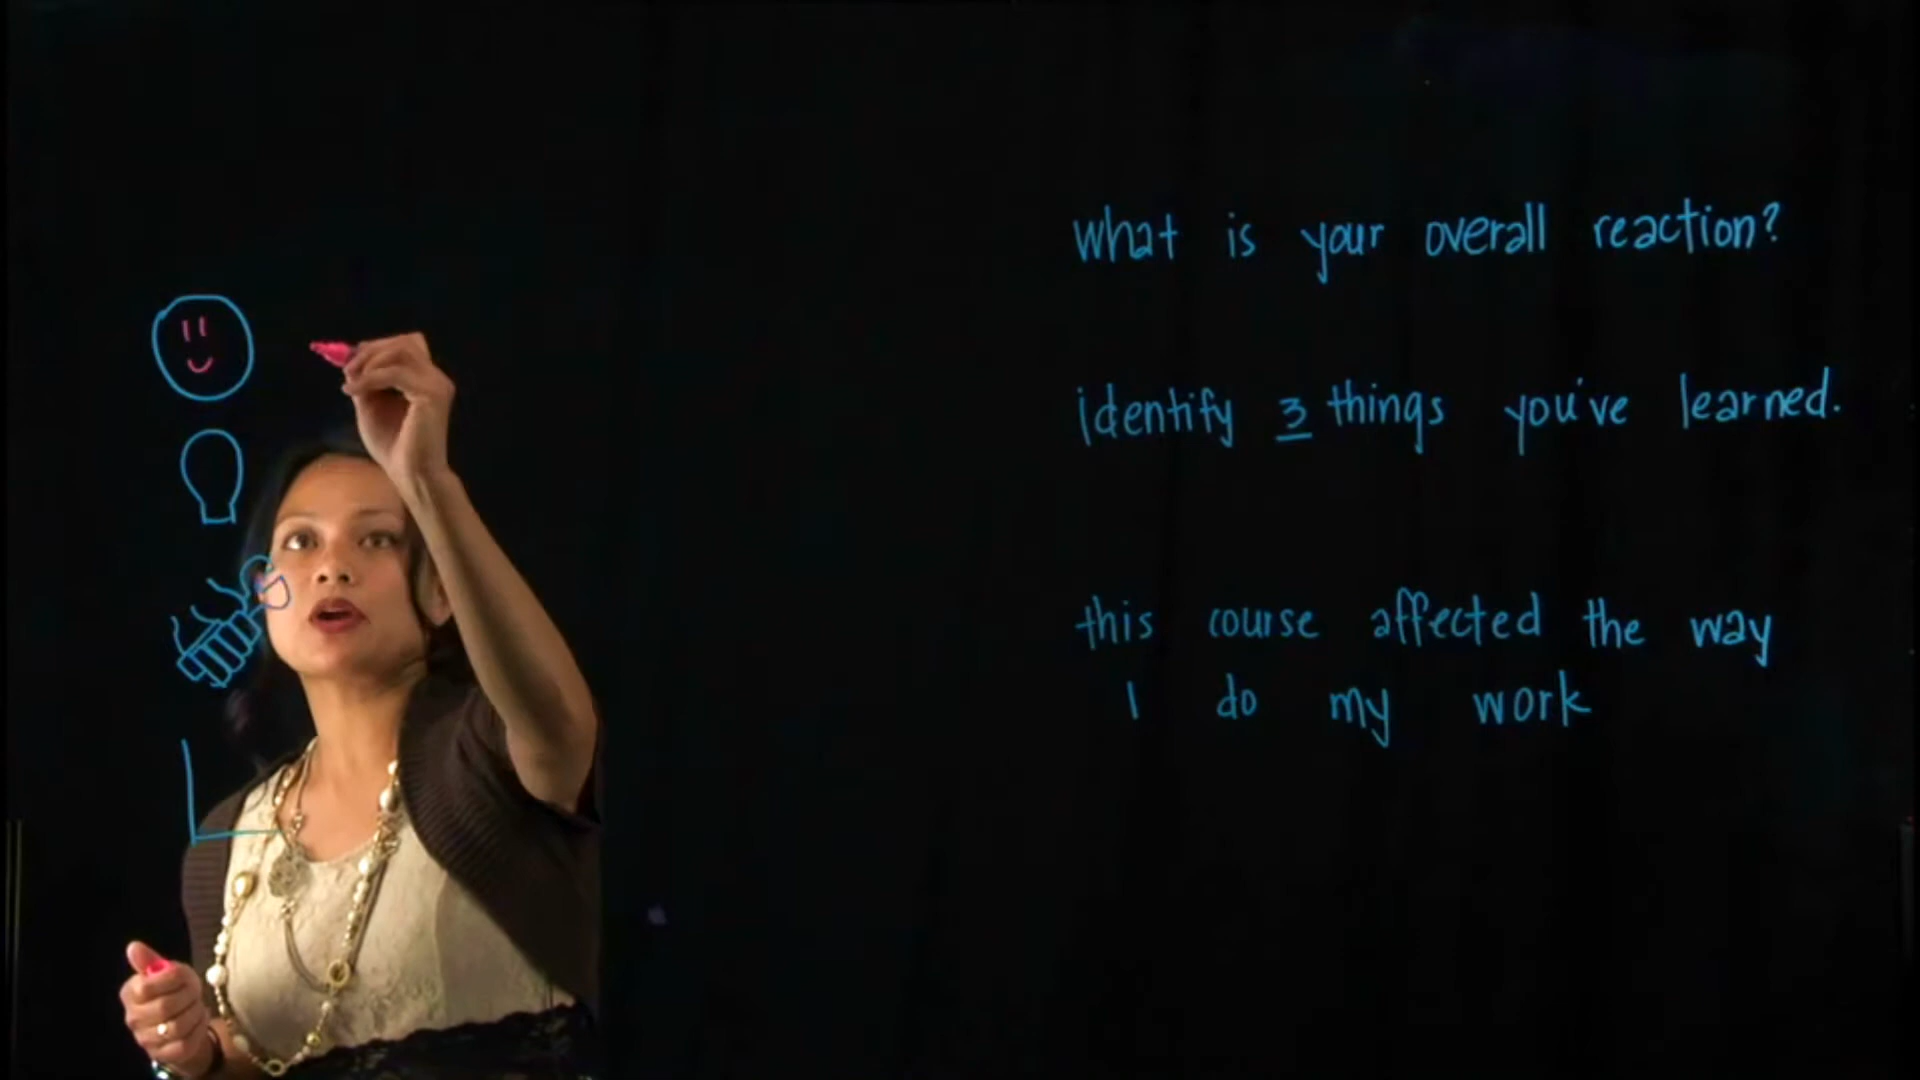 what is your overall reaction?
identify 3 things you've learned.
this course affected the way
I do my work